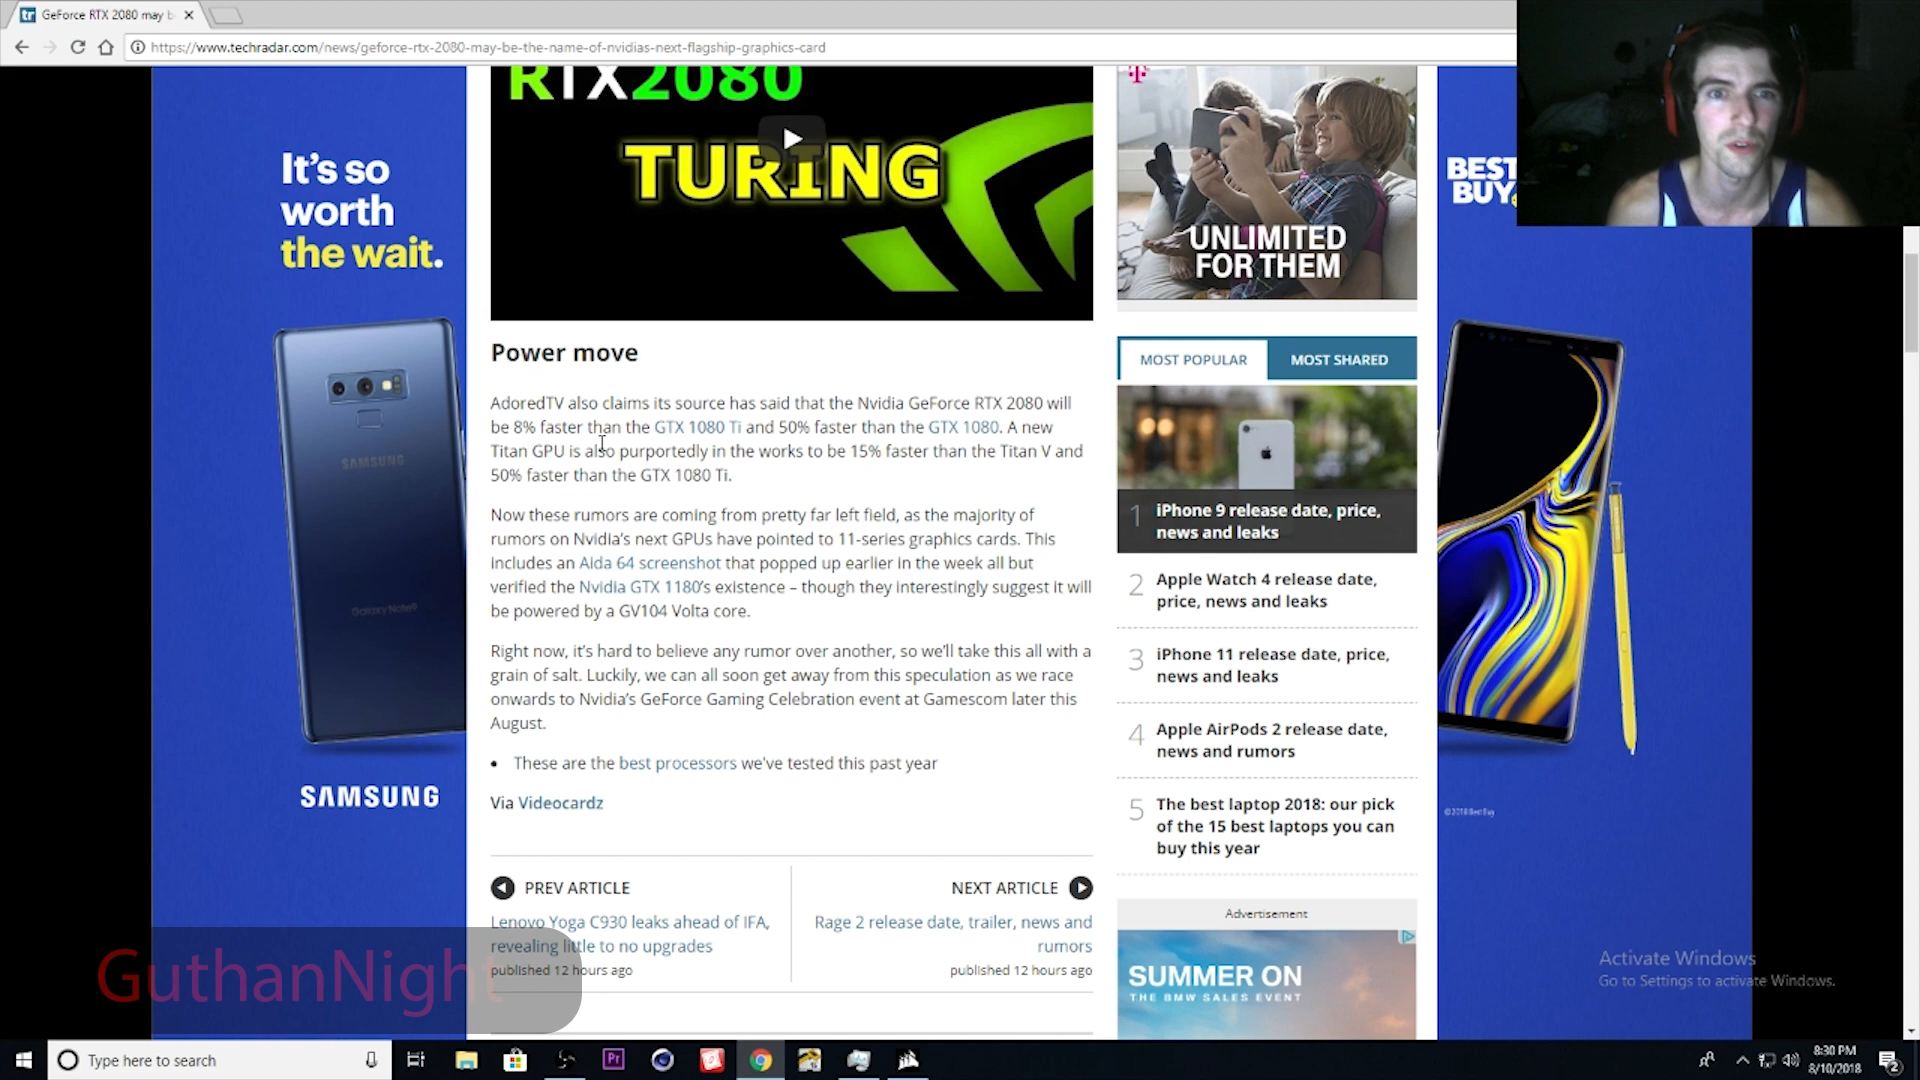 GeForce RTX 2080 may b
https://www.techradar.com/news/geforce-rtx-2080-may-be-the-name-of-nvidias-next-flagship-graphics-card
RTX2080
TURING
It's so
worth
the wait.
SAMSUNG
Galaxy Note9
SAMSUNG
Power move
AdoredTV also claims its source has said that the Nvidia GeForce RTX 2080 will
be 8% faster than the GTX 1080 Ti and 50% faster than the GTX 1080. A new
Titan GPU is also purportedly in the works to be 15% faster than the Titan V and
50% faster than the GTX 1080 Ti.
Now these rumors are coming from pretty far left field, as the majority of
rumors on Nvidia's next GPUs have pointed to 11-series graphics cards. This
includes an Aida 64 screenshot that popped up earlier in the week all but
verified the Nvidia GTX 1180's existence – though they interestingly suggest it will
be powered by a GV104 Volta core.
Right now, it's hard to believe any rumor over another, so we'll take this all with a
grain of salt. Luckily, we can all soon get away from this speculation as we race
onwards to Nvidia's GeForce Gaming Celebration event at Gamescom later this
August.
• These are the best processors we've tested this past year
Via Videocardz
PREV ARTICLE
Lenovo Yoga C930 leaks ahead of IFA,
revealing little to no upgrades
published 12 hours ago
NEXT ARTICLE
Rage 2 release date, trailer, news and
rumors
published 12 hours ago
T
UNLIMITED
FOR THEM
MOST POPULAR
MOST SHARED
1 iPhone 9 release date, price,
news and leaks
2 Apple Watch 4 release date,
price, news and leaks
3 iPhone 11 release date, price,
news and leaks
4 Apple AirPods 2 release date,
news and rumors
5 The best laptop 2018: our pick
of the 15 best laptops you can
buy this year
Advertisement
SUMMER ON
THE BMW SALES EVENT
BEST
BUY
©2018 Best Buy
GuthanNight
Activate Windows
Go to Settings to activate Windows.
Type here to search
Pr
8:30 PM
8/10/2018
2